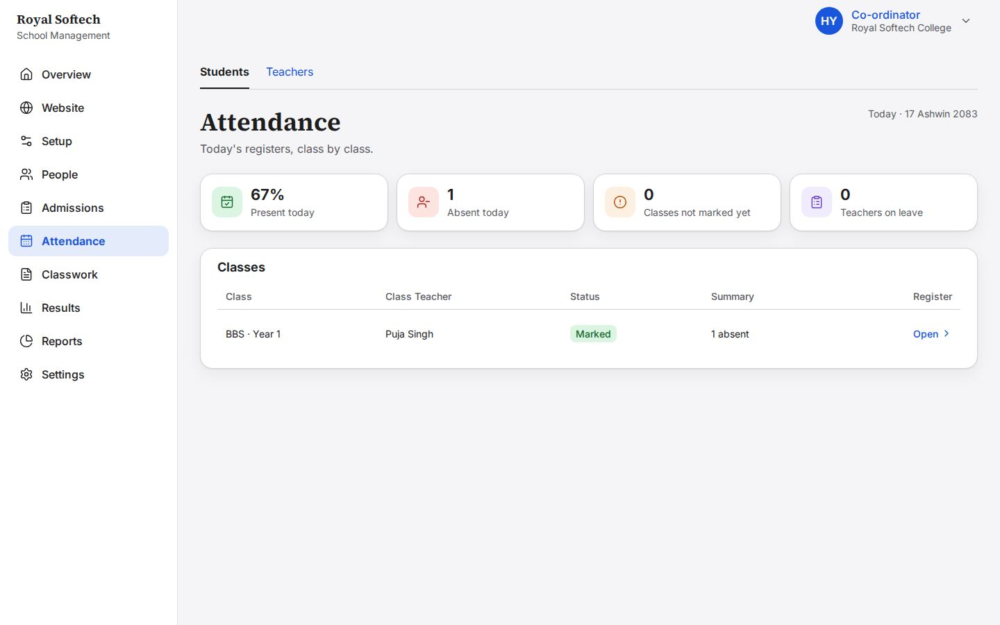 Royal Softech
School Management
Overview
Website
Setup
People
Admissions
Attendance
Classwork
Results
Reports
Settings
HY
Co-ordinator
Royal Softech College
Students Teachers
Attendance
Today · 17 Ashwin 2083
Today's registers, class by class.
67%
Present today
1
Absent today
0
Classes not marked yet
0
Teachers on leave
Classes
Class Class Teacher Status Summary Register
BBS · Year 1 Puja Singh Marked 1 absent Open